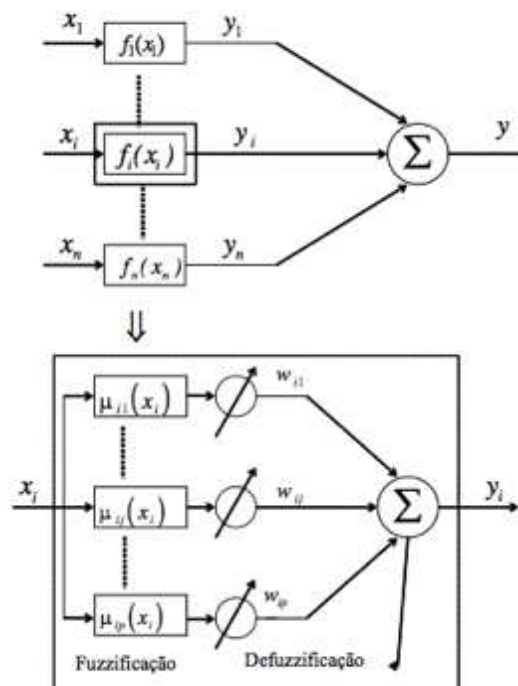 x₁ f₁(x₁) y₁
xᵢ fᵢ(xᵢ) yᵢ Σ y
xₙ fₙ(xₙ) yₙ
⇓
μᵢ₁(xᵢ) wᵢ₁
xᵢ μᵢⱼ(xᵢ) wᵢⱼ Σ yᵢ
μᵢₚ(xᵢ) wᵢₚ
Fuzzificação Defuzzificação